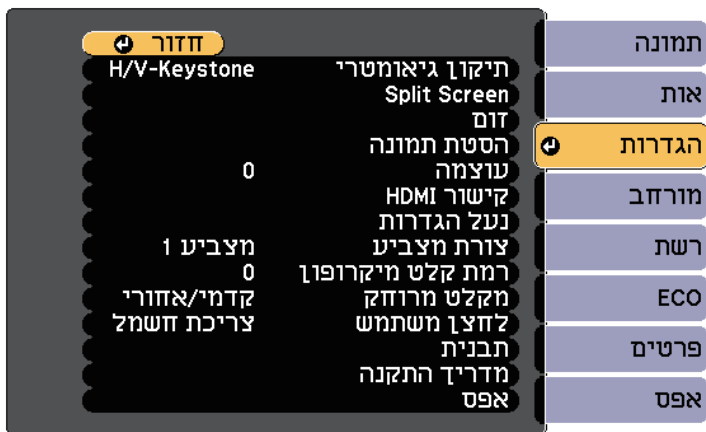 תמונה
אות
הגדרות
מורחב
רשת
ECO
פרטים
אפס
חזור
תיקון גיאומטרי H/V-Keystone
Split Screen
זום
הסטת תמונה
עוצמה 0
קישור HDMI
נעל הגדרות
צורת מצביע מצביע 1
רמת קלט מיקרופון 0
מקלט מרוחק קדמי/אחורי
לחצן משתמש צריכת חשמל
תבנית
מדריך התקנה
אפס